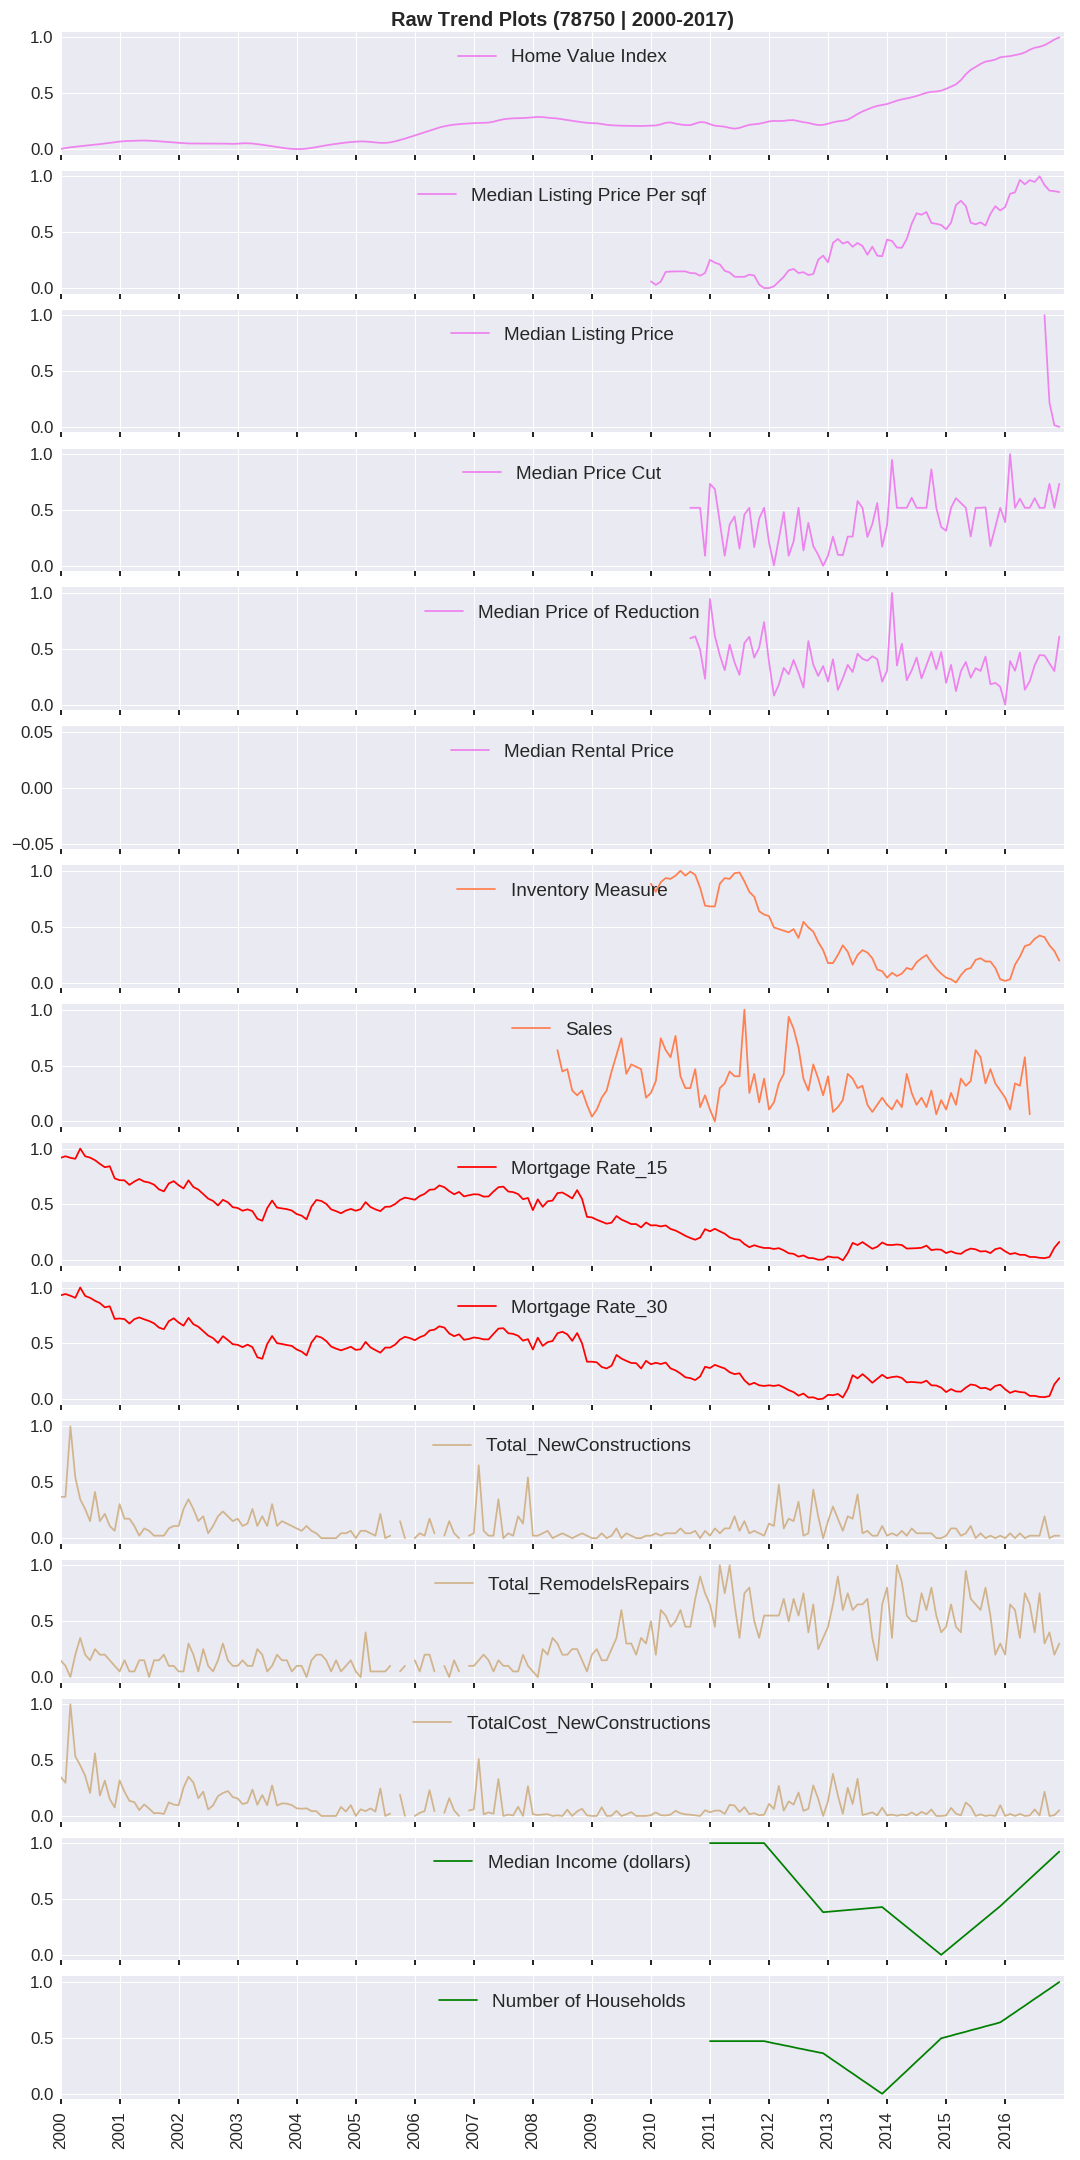 Raw Trend Plots (78750 | 2000-2017)
1.0
Home Value Index
0.5
0.0
1.0
Median Listing Price Per sqf
0.5
0.0
1.0
Median Listing Price
0.5
0.0
1.0
Median Price Cut
0.5
0.0
1.0
Median Price of Reduction
0.5
0.0
0.05
Median Rental Price
0.00
−0.05
1.0
Inventory Measure
0.5
0.0
1.0
Sales
0.5
0.0
1.0
Mortgage Rate_15
0.5
0.0
1.0
Mortgage Rate_30
0.5
0.0
1.0
Total_NewConstructions
0.5
0.0
1.0
Total_RemodelsRepairs
0.5
0.0
1.0
TotalCost_NewConstructions
0.5
0.0
1.0
Median Income (dollars)
0.5
0.0
1.0
Number of Households
0.5
0.0
2000 2001 2002 2003 2004 2005 2006 2007 2008 2009 2010 2011 2012 2013 2014 2015 2016